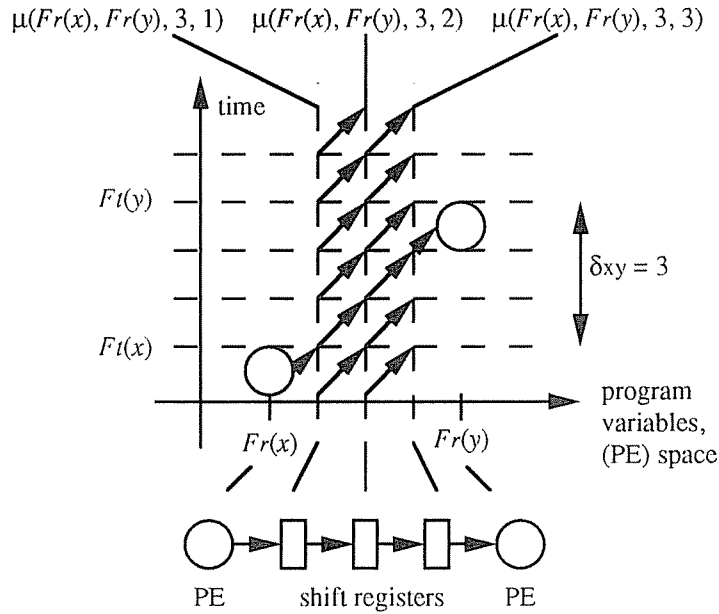 μ(Fr(x), Fr(y), 3, 1) μ(Fr(x), Fr(y), 3, 2) μ(Fr(x), Fr(y), 3, 3)
time
Ft(y)
δxy = 3
Ft(x)
program
variables,
(PE) space
Fr(x)
Fr(y)
PE shift registers PE